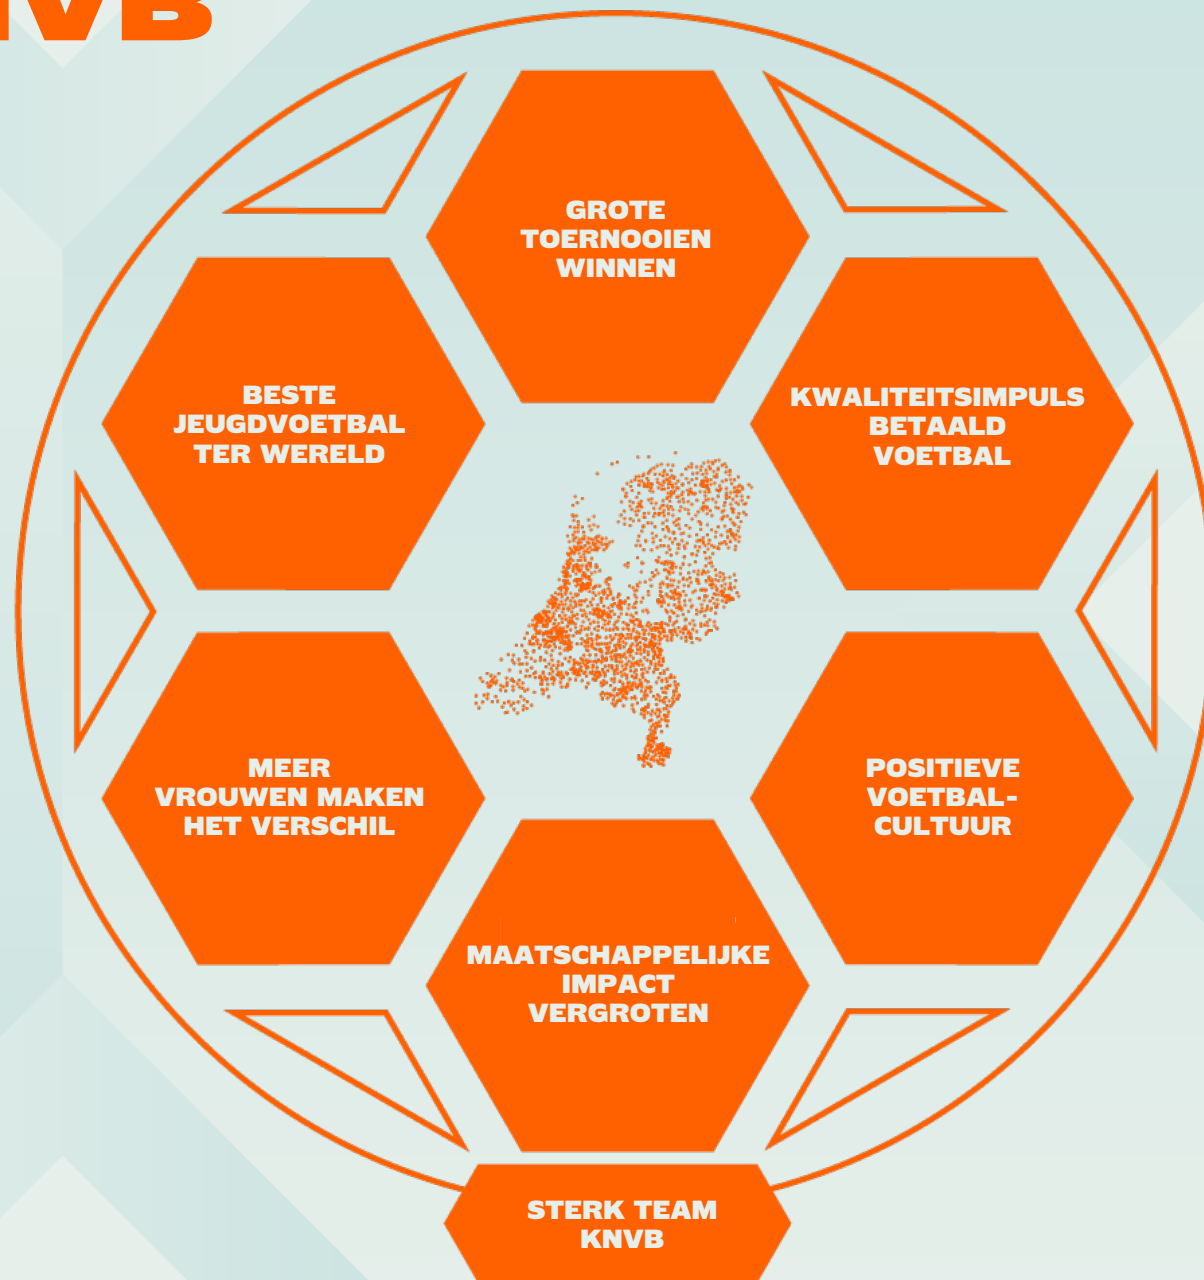 NVB
GROTE
TOERNOOIEN
WINNEN
BESTE
JEUGDVOETBAL
TER WERELD
KWALITEITSIMPULS
BETAALD
VOETBAL
MEER
VROUWEN MAKEN
HET VERSCHIL
POSITIEVE
VOETBAL-
CULTUUR
MAATSCHAPPELIJKE
IMPACT
VERGROTEN
STERK TEAM
KNVB